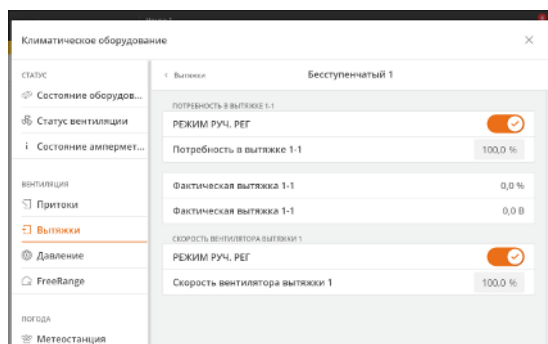 Климатическое оборудование
СТАТУС
Состояние оборудов...
Статус вентиляции
Состояние ампермет...
ВЕНТИЛЯЦИЯ
Притоки
Вытяжки
Давление
FreeRange
ПОГОДА
Метеостанция
Вытяжки
Бесступенчатый 1
ПОТРЕБНОСТЬ В ВЫТЯЖКЕ 1-1
РЕЖИМ РУЧ. РЕГ
Потребность в вытяжке 1-1 100,0 %
Фактическая вытяжка 1-1 0,0 %
Фактическая вытяжка 1-1 0,0 В
СКОРОСТЬ ВЕНТИЛЯТОРА ВЫТЯЖКИ 1
РЕЖИМ РУЧ. РЕГ
Скорость вентилятора вытяжки 1 100,0 %